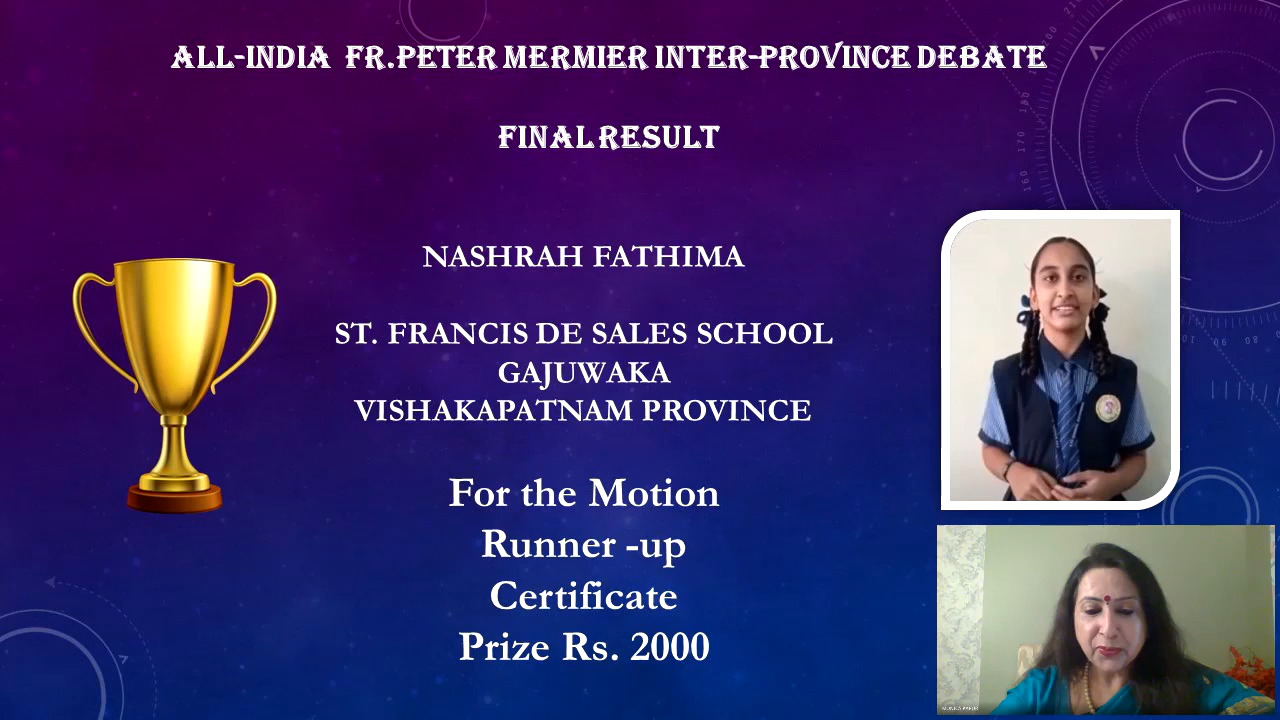 ALL-INDIA FR.PETER MERMIER INTER-PROVINCE DEBATE
FINAL RESULT
NASHRAH FATHIMA
ST. FRANCIS DE SALES SCHOOL
GAJUWAKA
VISHAKAPATNAM PROVINCE
For the Motion
Runner -up
Certificate
Prize Rs. 2000